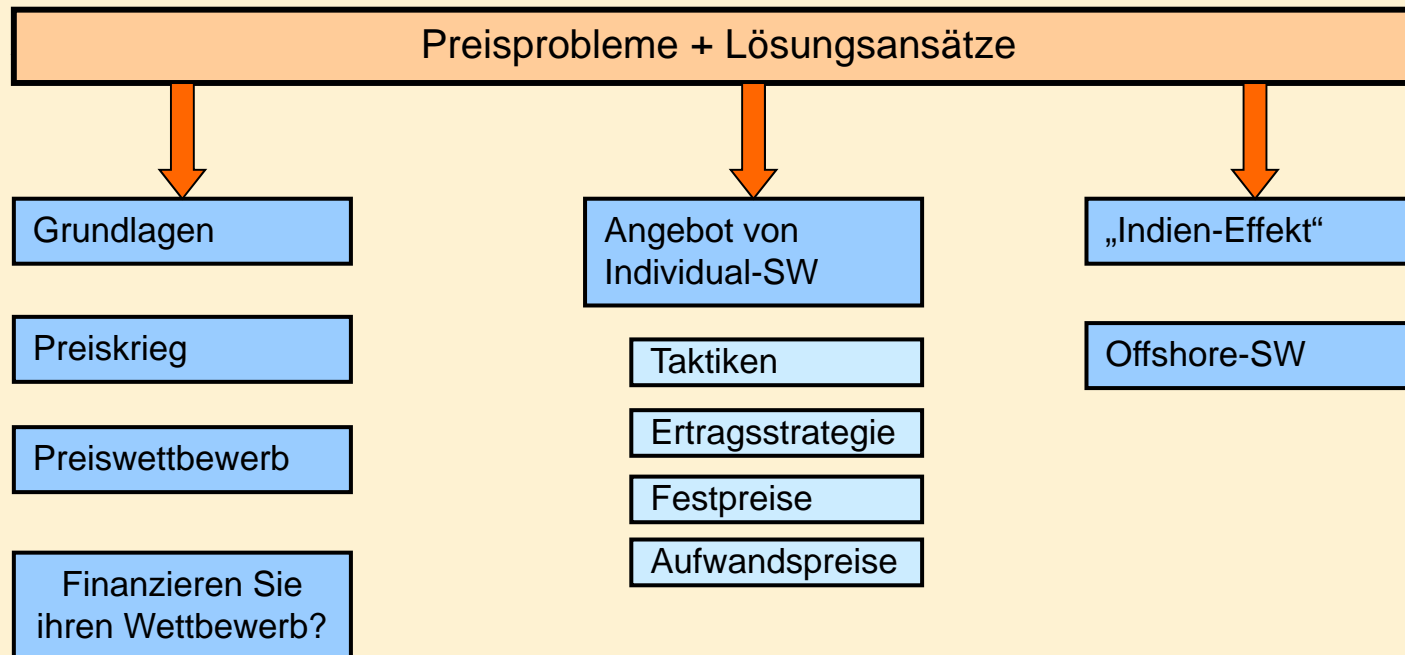 Preisprobleme + Lösungsansätze
Grundlagen
Preiskrieg
Preiswettbewerb
Finanzieren Sie
ihren Wettbewerb?
Angebot von
Individual-SW
Taktiken
Ertragsstrategie
Festpreise
Aufwandspreise
„Indien-Effekt“
Offshore-SW